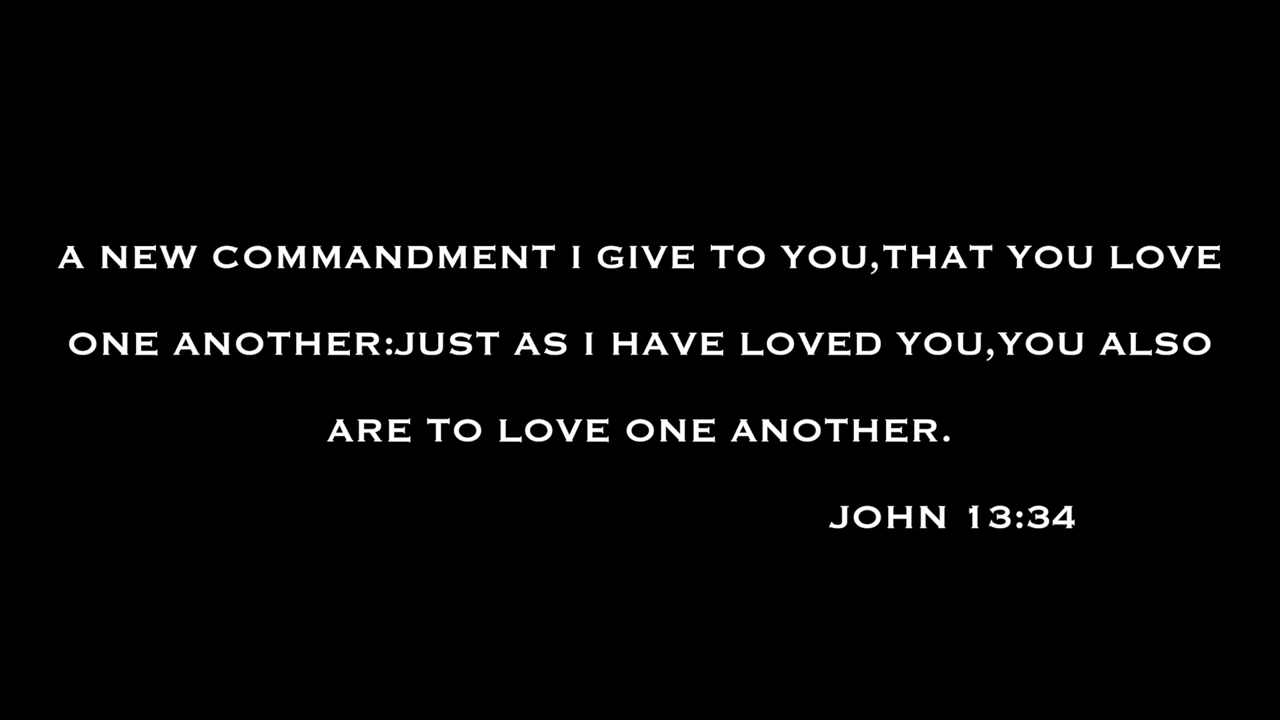 A NEW COMMANDMENT I GIVE TO YOU,THAT YOU LOVE
ONE ANOTHER:JUST AS I HAVE LOVED YOU,YOU ALSO
ARE TO LOVE ONE ANOTHER.
JOHN 13:34